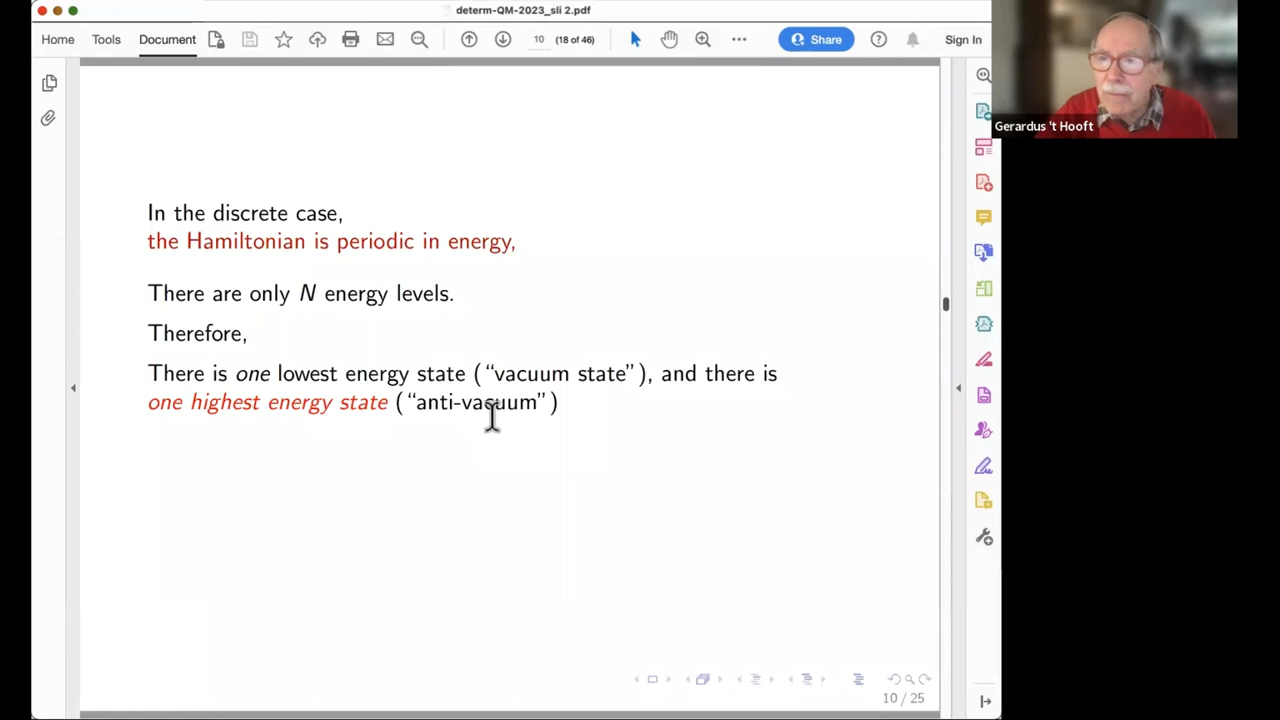 determ-QM-2023_sli 2.pdf
Home Tools Document 10 (18 of 46) Share Sign In
Gerardus 't Hooft
In the discrete case,
the Hamiltonian is periodic in energy,
There are only N energy levels.
Therefore,
There is one lowest energy state (“vacuum state”), and there is
one highest energy state (“anti-vacuum”)
10 / 25